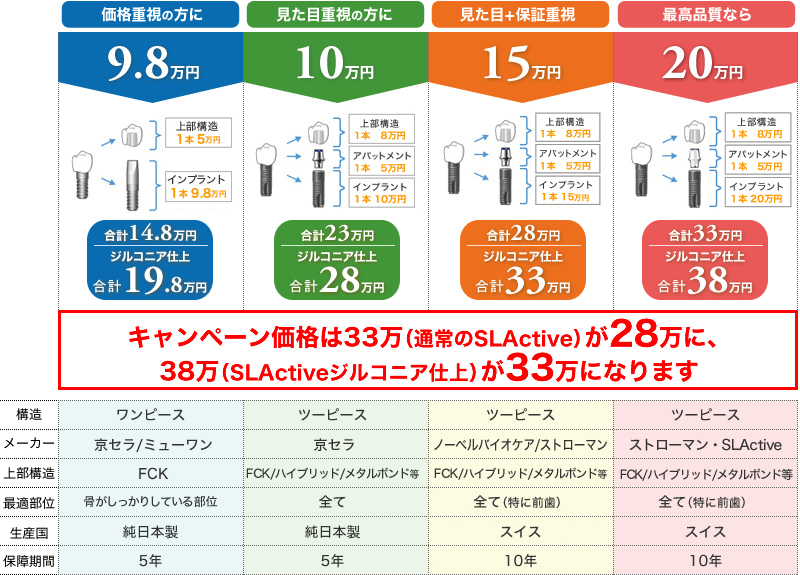 価格重視の方に
見た目重視の方に
見た目+保証重視
最高品質なら
9.8万円
10万円
15万円
20万円
上部構造
1本 5万円
インプラント
1本 9.8万円
上部構造
1本 8万円
アバットメント
1本 5万円
インプラント
1本 10万円
上部構造
1本 8万円
アバットメント
1本 5万円
インプラント
1本 15万円
上部構造
1本 8万円
アバットメント
1本 5万円
インプラント
1本 20万円
合計14.8万円
ジルコニア仕上
合計19.8万円
合計23万円
ジルコニア仕上
合計28万円
合計28万円
ジルコニア仕上
合計33万円
合計33万円
ジルコニア仕上
合計38万円
キャンペーン価格は33万（通常のSLActive）が28万に、
38万（SLActiveジルコニア仕上）が33万になります
構造 ワンピース ツーピース ツーピース ツーピース
メーカー 京セラ/ミューワン 京セラ ノーベルバイオケア/ストローマン ストローマン・SLActive
上部構造 FCK FCK/ハイブリッド/メタルボンド等 FCK/ハイブリッド/メタルボンド等 FCK/ハイブリッド/メタルボンド等
最適部位 骨がしっかりしている部位 全て 全て（特に前歯） 全て（特に前歯）
生産国 純日本製 純日本製 スイス スイス
保障期間 5年 5年 10年 10年